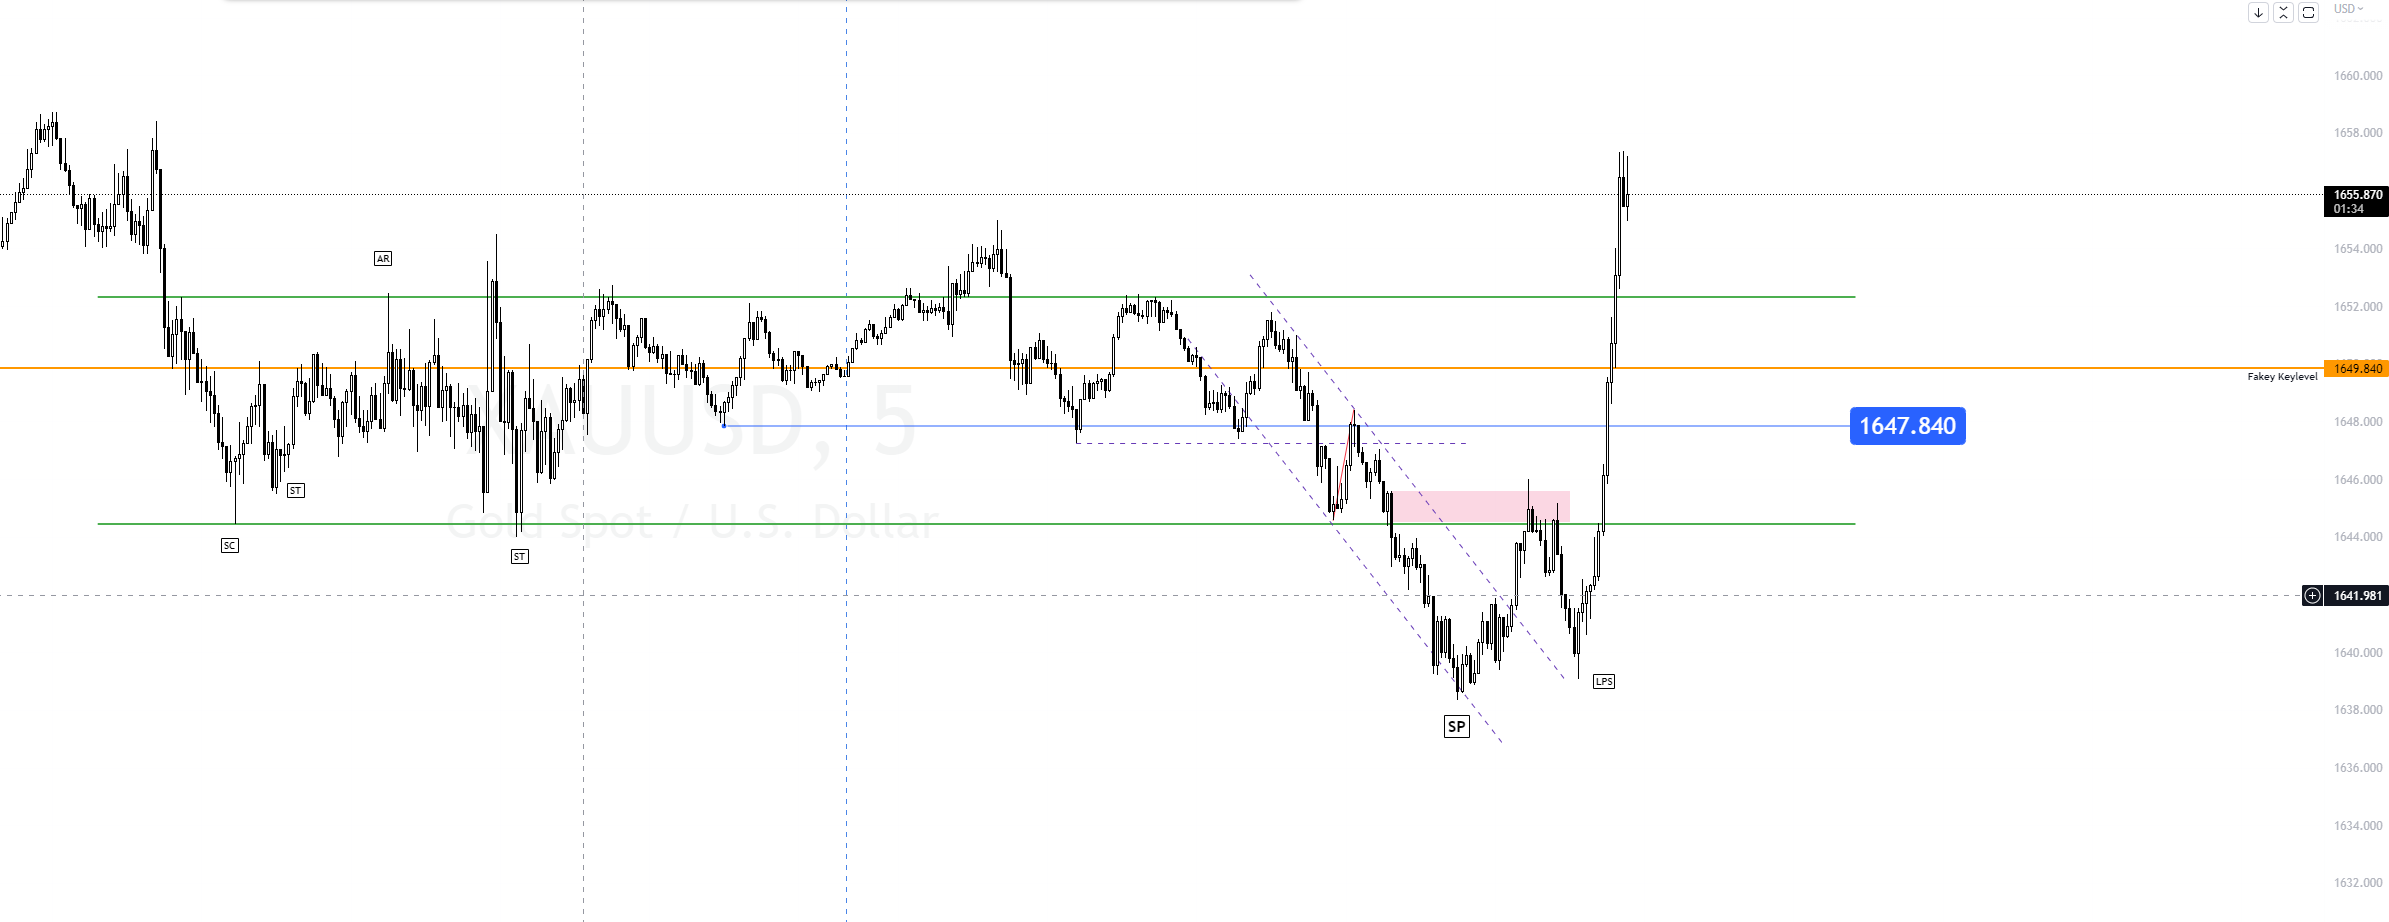 USD
1660.000
1658.000
1655.870
01:34
1654.000
AR
1652.000
1649.840
Fakey Keylevel
XAUUSD, 5
1647.840
1648.000
1646.000
ST
Gold Spot / U.S. Dollar
SC
ST
1644.000
1641.981
1640.000
LPS
1638.000
SP
1636.000
1634.000
1632.000